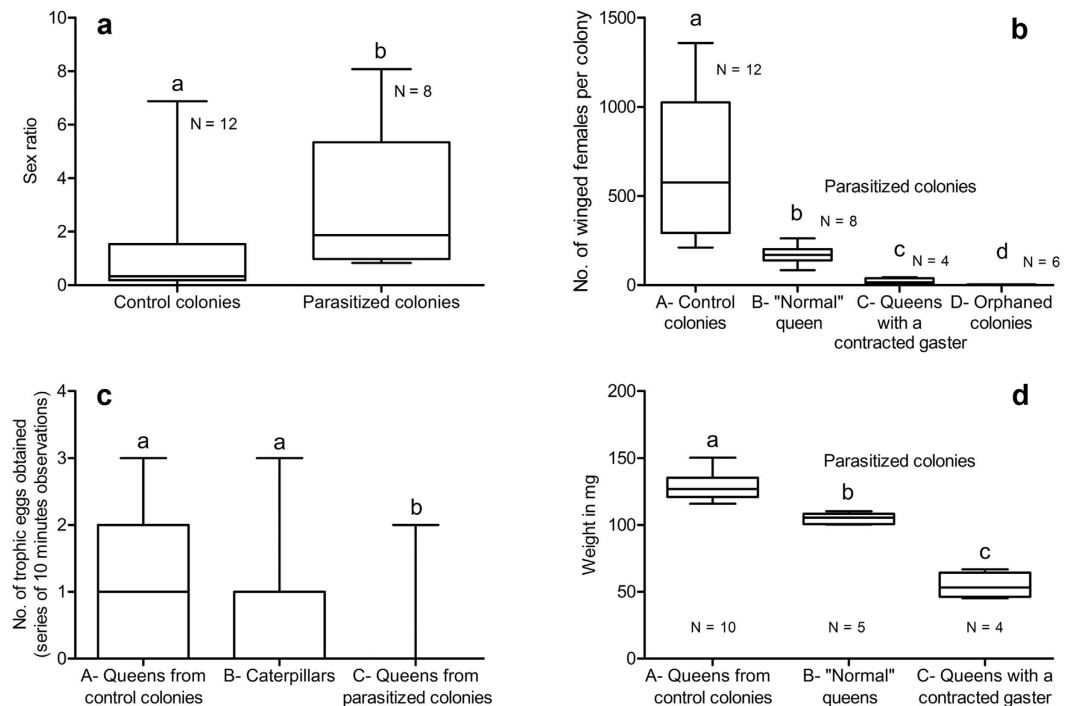 a
10
8
6
4
2
0
Sex ratio
a
N = 12
b
N = 8
Control colonies
Parasitized colonies
b
1500
1000
500
0
No. of winged females per colony
a
N = 12
Parasitized colonies
b
N = 8
c
N = 4
d
N = 6
A- Control
colonies
B- "Normal"
queen
C- Queens
with a
contracted gaster
D- Orphaned
colonies
c
4
3
2
1
0
No. of trophic eggs obtained
(series of 10 minutes observations)
a
a
b
A- Queens from
control colonies
B- Caterpillars
C- Queens from
parasitized colonies
d
200
150
100
50
0
Weight in mg
a
Parasitized colonies
b
c
N = 10
N = 5
N = 4
A- Queens from
control colonies
B- "Normal"
queens
C- Queens with a
contracted gaster